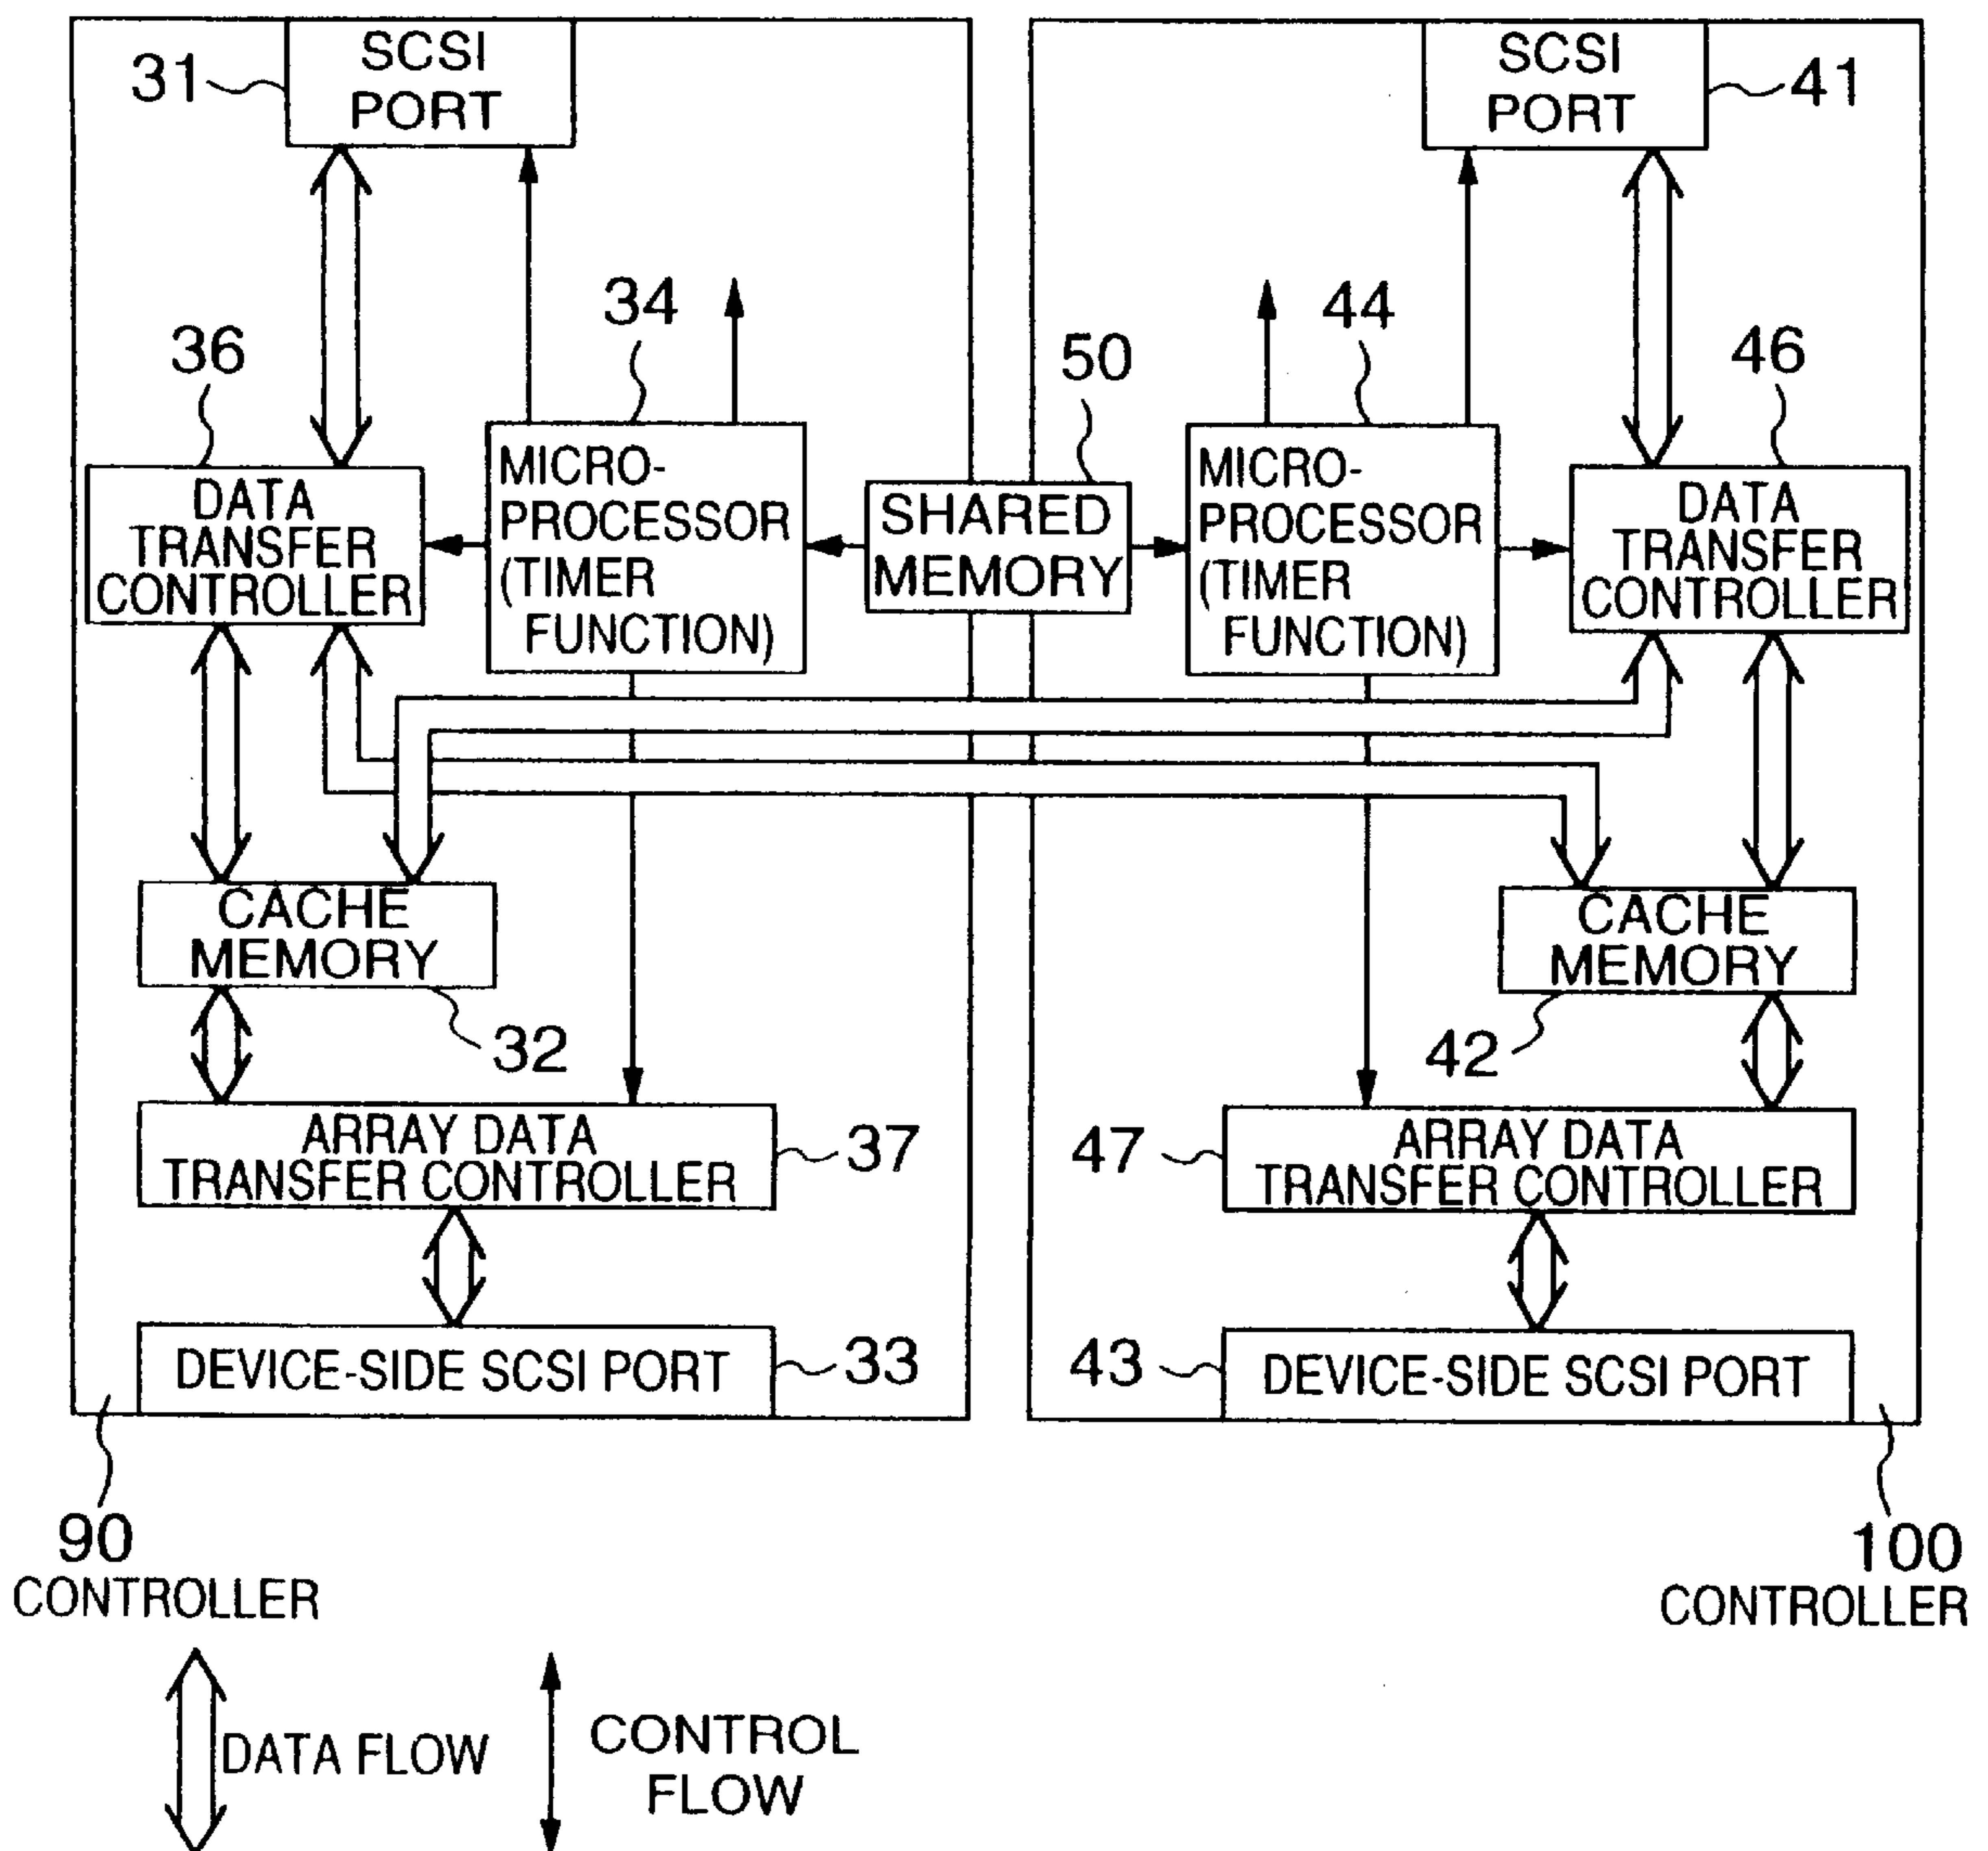 SCSI
PORT
31
SCSI
PORT
41
34
44
36
50
46
MICRO-
PROCESSOR
(TIMER
FUNCTION)
DATA
TRANSFER
CONTROLLER
SHARED
MEMORY
MICRO-
PROCESSOR
(TIMER
FUNCTION)
DATA
TRANSFER
CONTROLLER
CACHE
MEMORY
32
CACHE
MEMORY
42
ARRAY DATA
TRANSFER CONTROLLER
37
47
ARRAY DATA
TRANSFER CONTROLLER
DEVICE-SIDE SCSI PORT
33
43
DEVICE-SIDE SCSI PORT
90
CONTROLLER
100
CONTROLLER
DATA FLOW
CONTROL
FLOW